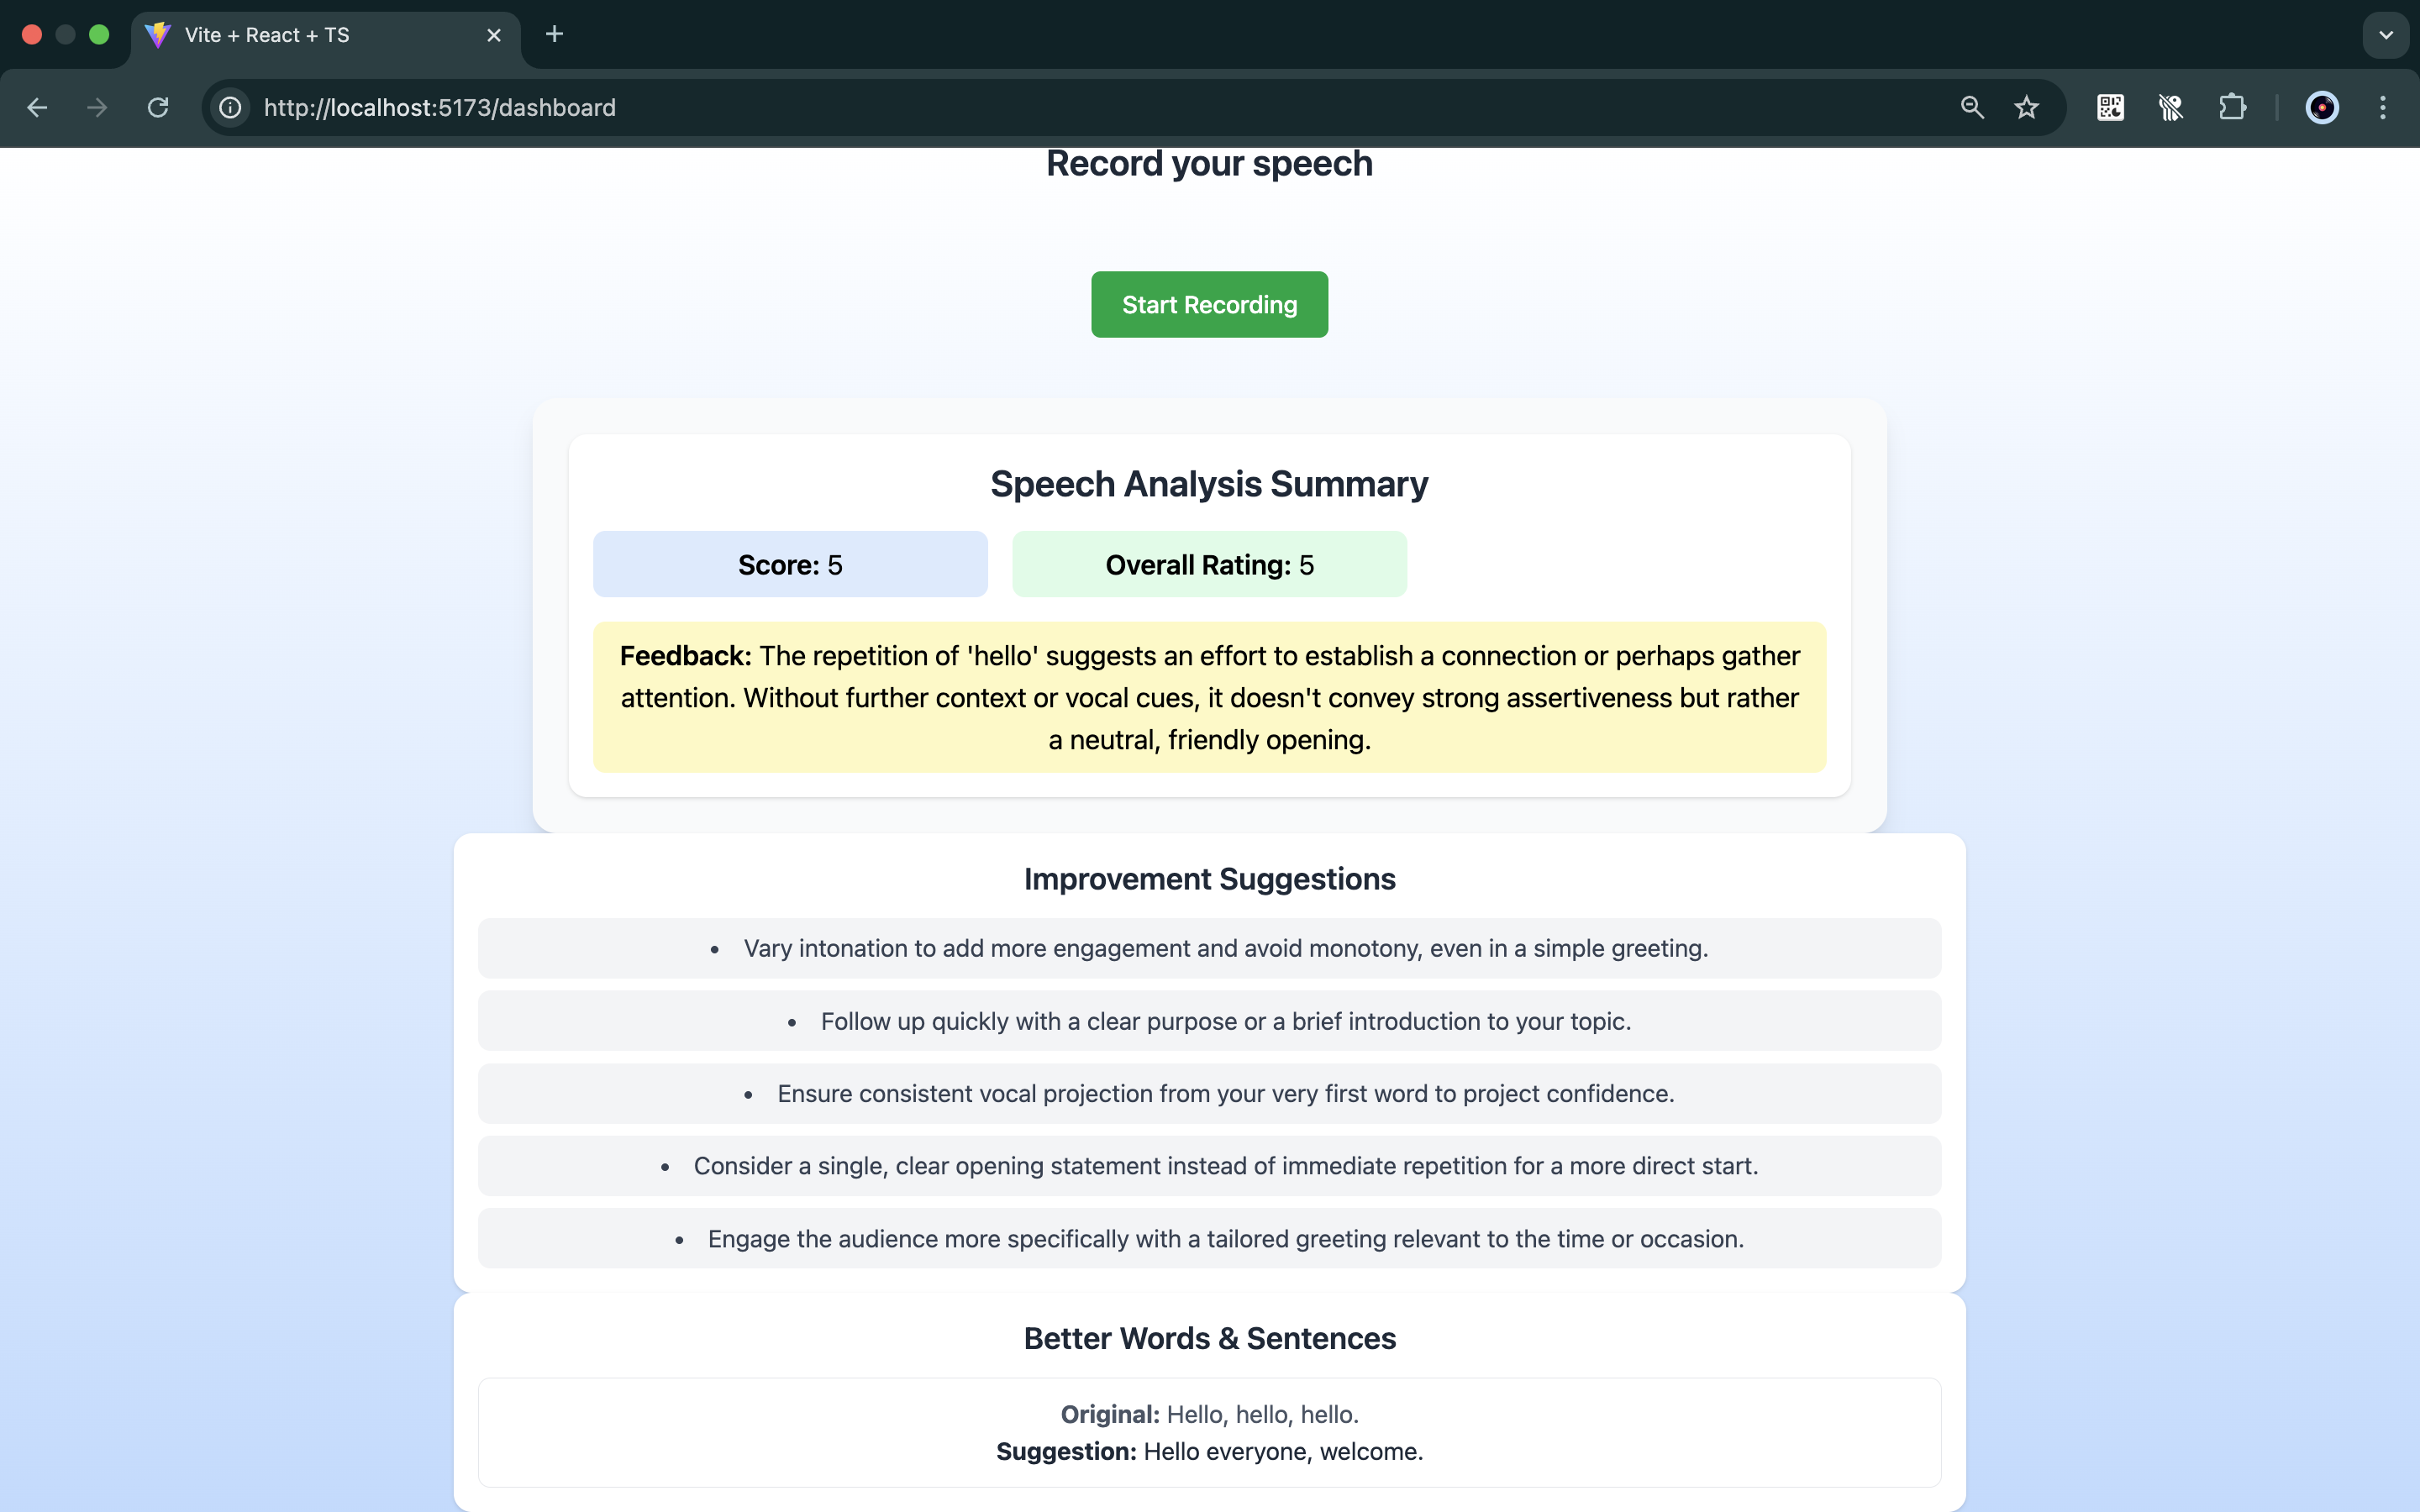 Vite + React + TS
http://localhost:5173/dashboard
Record your speech
Start Recording
Speech Analysis Summary
Score: 5
Overall Rating: 5
Feedback: The repetition of 'hello' suggests an effort to establish a connection or perhaps gather
attention. Without further context or vocal cues, it doesn't convey strong assertiveness but rather
a neutral, friendly opening.
Improvement Suggestions
• Vary intonation to add more engagement and avoid monotony, even in a simple greeting.
• Follow up quickly with a clear purpose or a brief introduction to your topic.
• Ensure consistent vocal projection from your very first word to project confidence.
• Consider a single, clear opening statement instead of immediate repetition for a more direct start.
• Engage the audience more specifically with a tailored greeting relevant to the time or occasion.
Better Words & Sentences
Original: Hello, hello, hello.
Suggestion: Hello everyone, welcome.